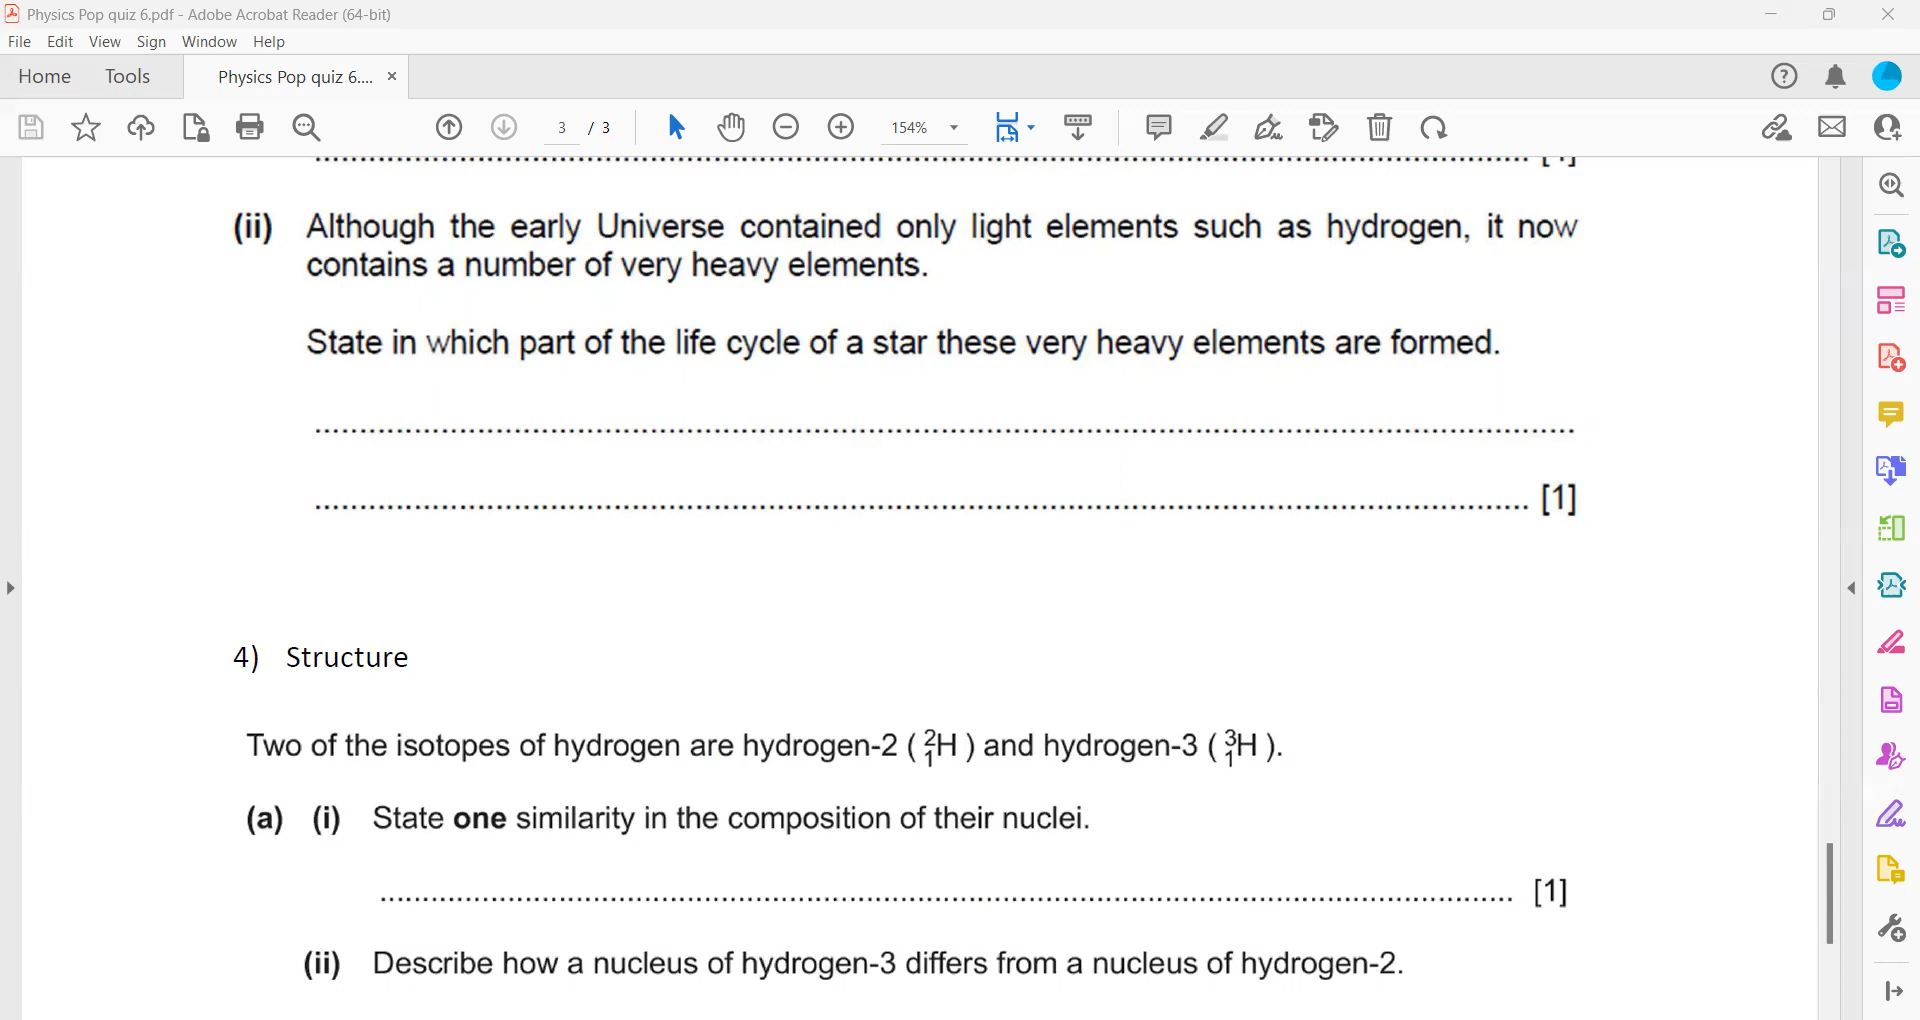 Physics Pop quiz 6.pdf - Adobe Acrobat Reader (64-bit)
File Edit View Sign Window Help
Home Tools Physics Pop quiz 6....
3 / 3 154%
[1]
(ii) Although the early Universe contained only light elements such as hydrogen, it now
contains a number of very heavy elements.
State in which part of the life cycle of a star these very heavy elements are formed.
................................................................................
................................................................................ [1]
4) Structure
Two of the isotopes of hydrogen are hydrogen-2 ( ²₁H ) and hydrogen-3 ( ³₁H ).
(a) (i) State one similarity in the composition of their nuclei.
................................................................................ [1]
(ii) Describe how a nucleus of hydrogen-3 differs from a nucleus of hydrogen-2.